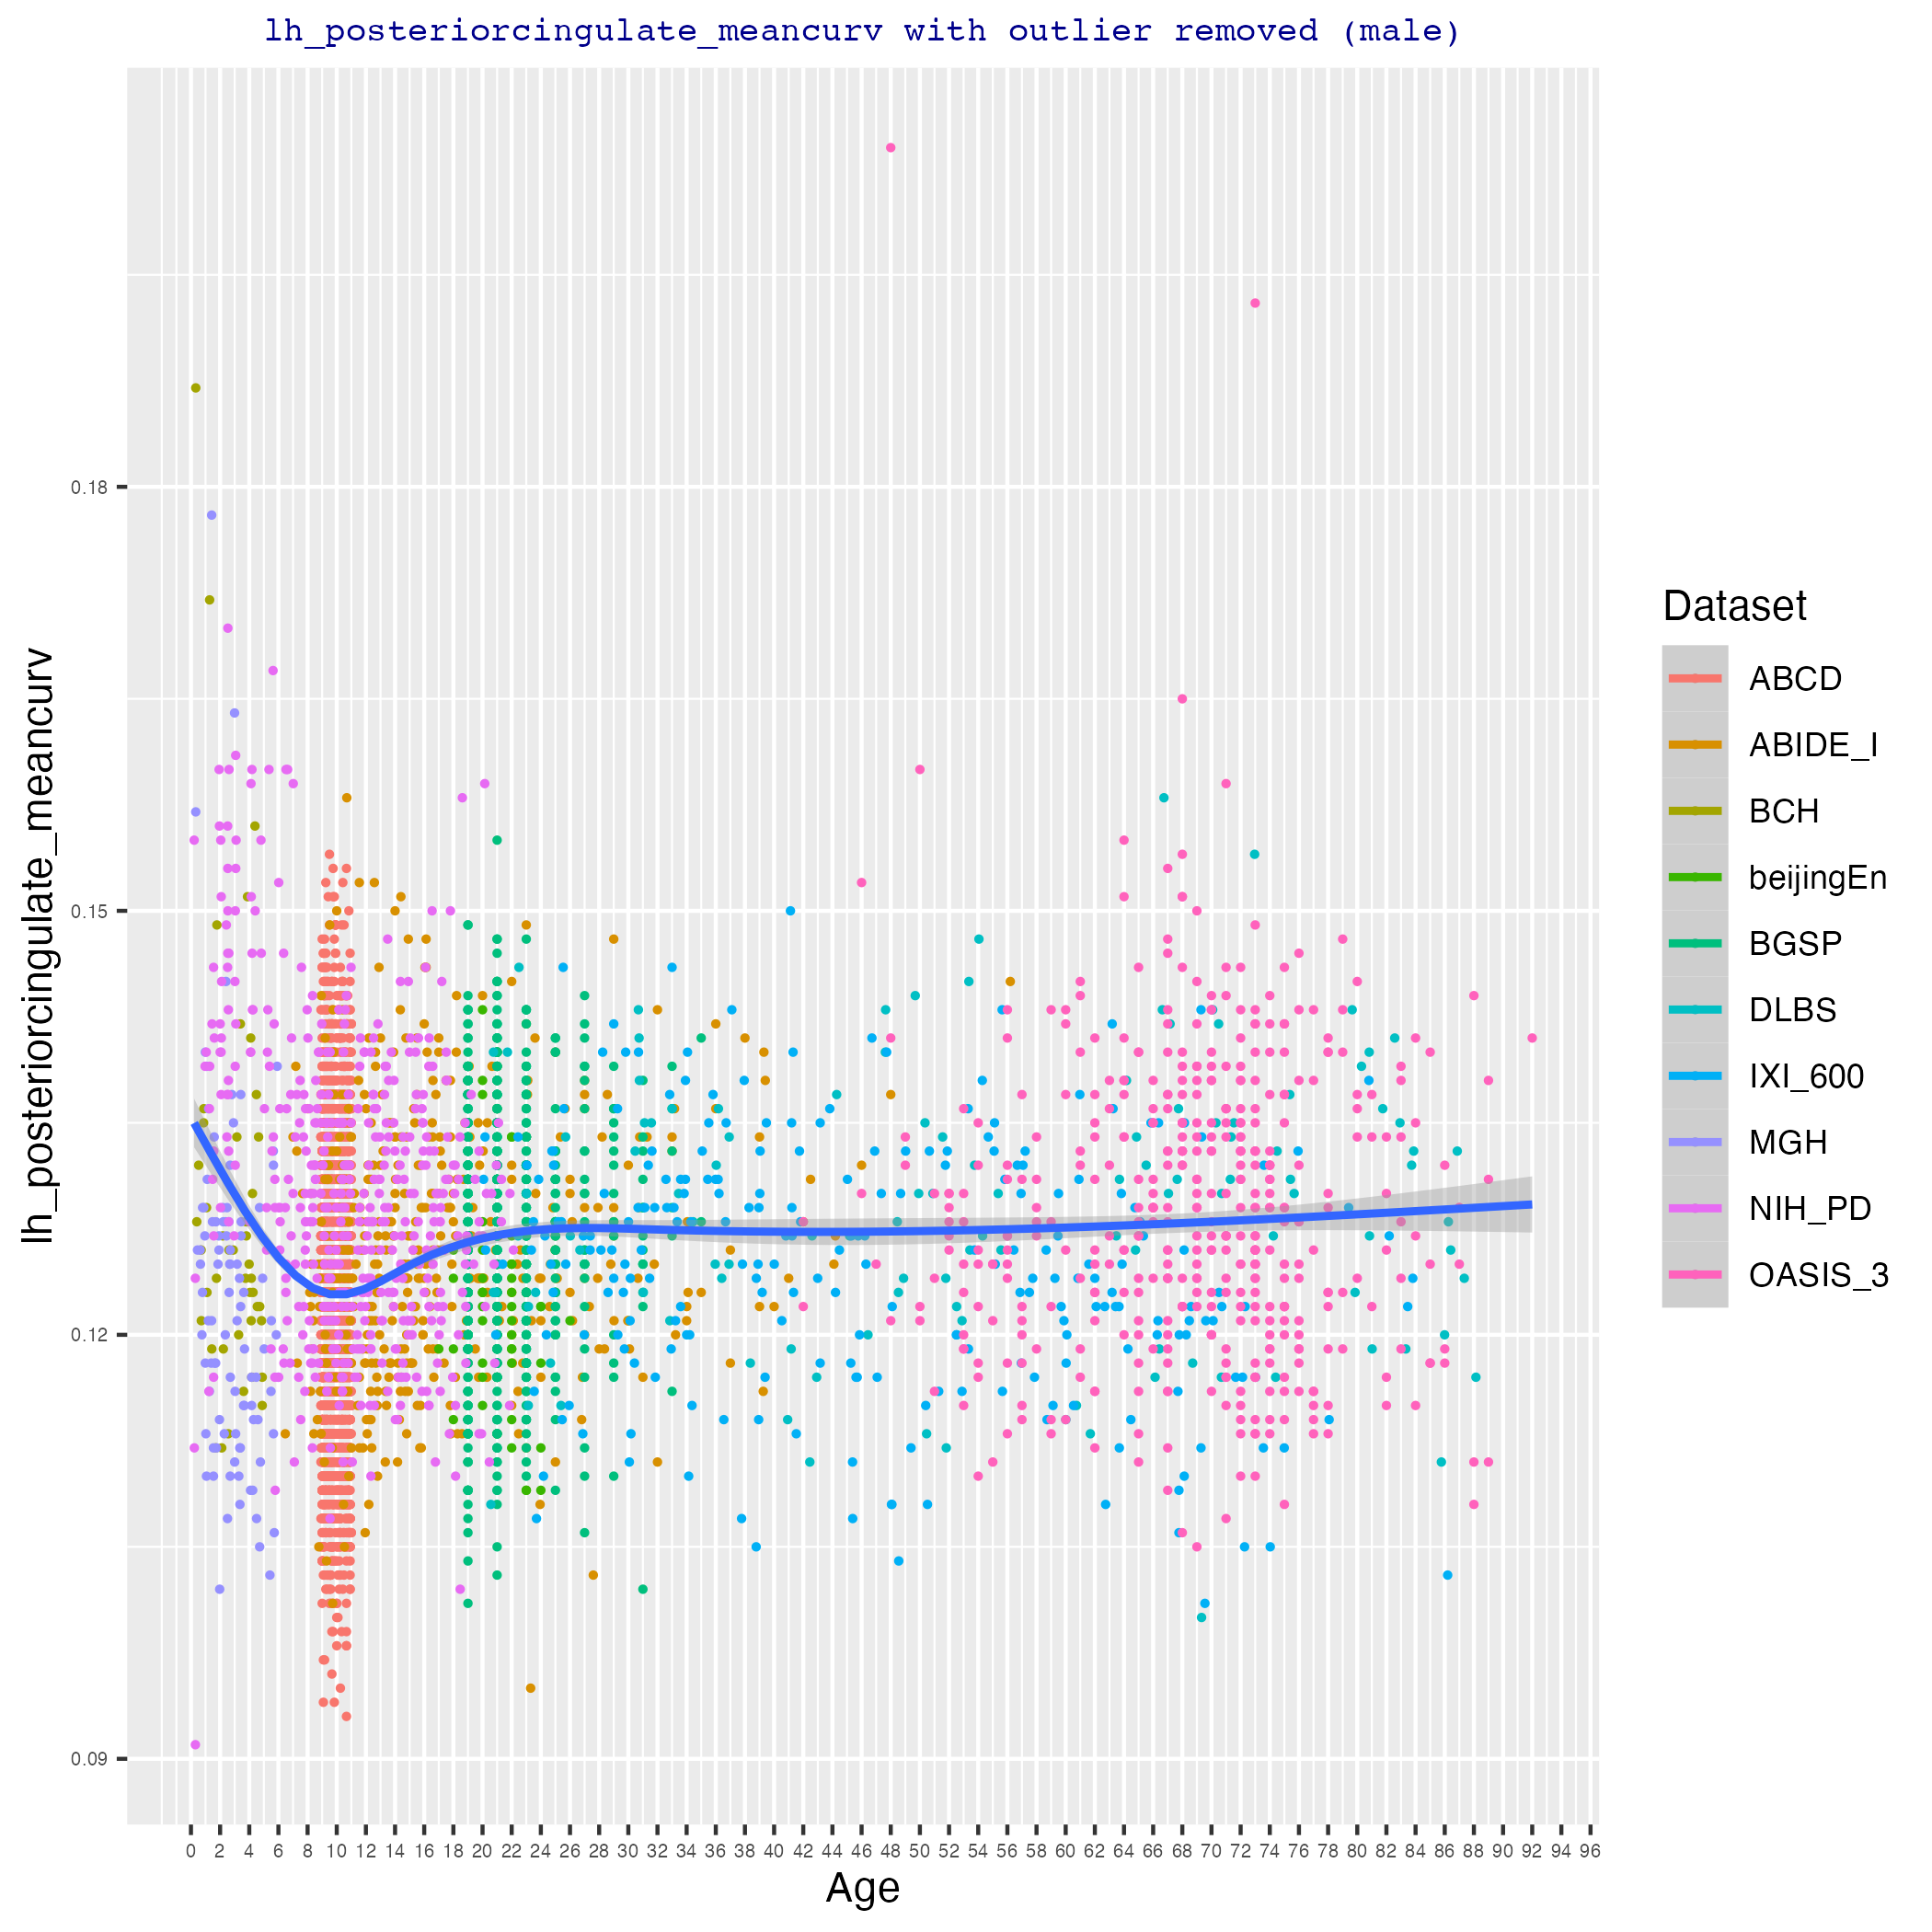 lh_posteriorcingulate_meancurv with outlier removed (male)
lh_posteriorcingulate_meancurv
0.18
0.15
0.12
0.09
0 2 4 6 8 10 12 14 16 18 20 22 24 26 28 30 32 34 36 38 40 42 44 46 48 50 52 54 56 58 60 62 64 66 68 70 72 74 76 78 80 82 84 86 88 90 92 94 96
Age
Dataset
ABCD
ABIDE_I
BCH
beijingEn
BGSP
DLBS
IXI_600
MGH
NIH_PD
OASIS_3